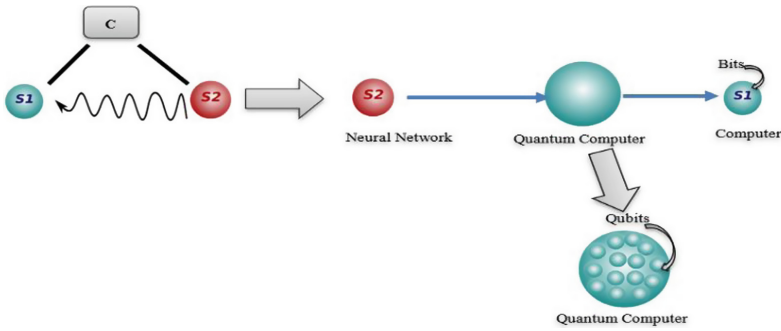 C
S1
S2
S2
Neural Network
Quantum Computer
Bits
S1
Computer
Qubits
Quantum Computer